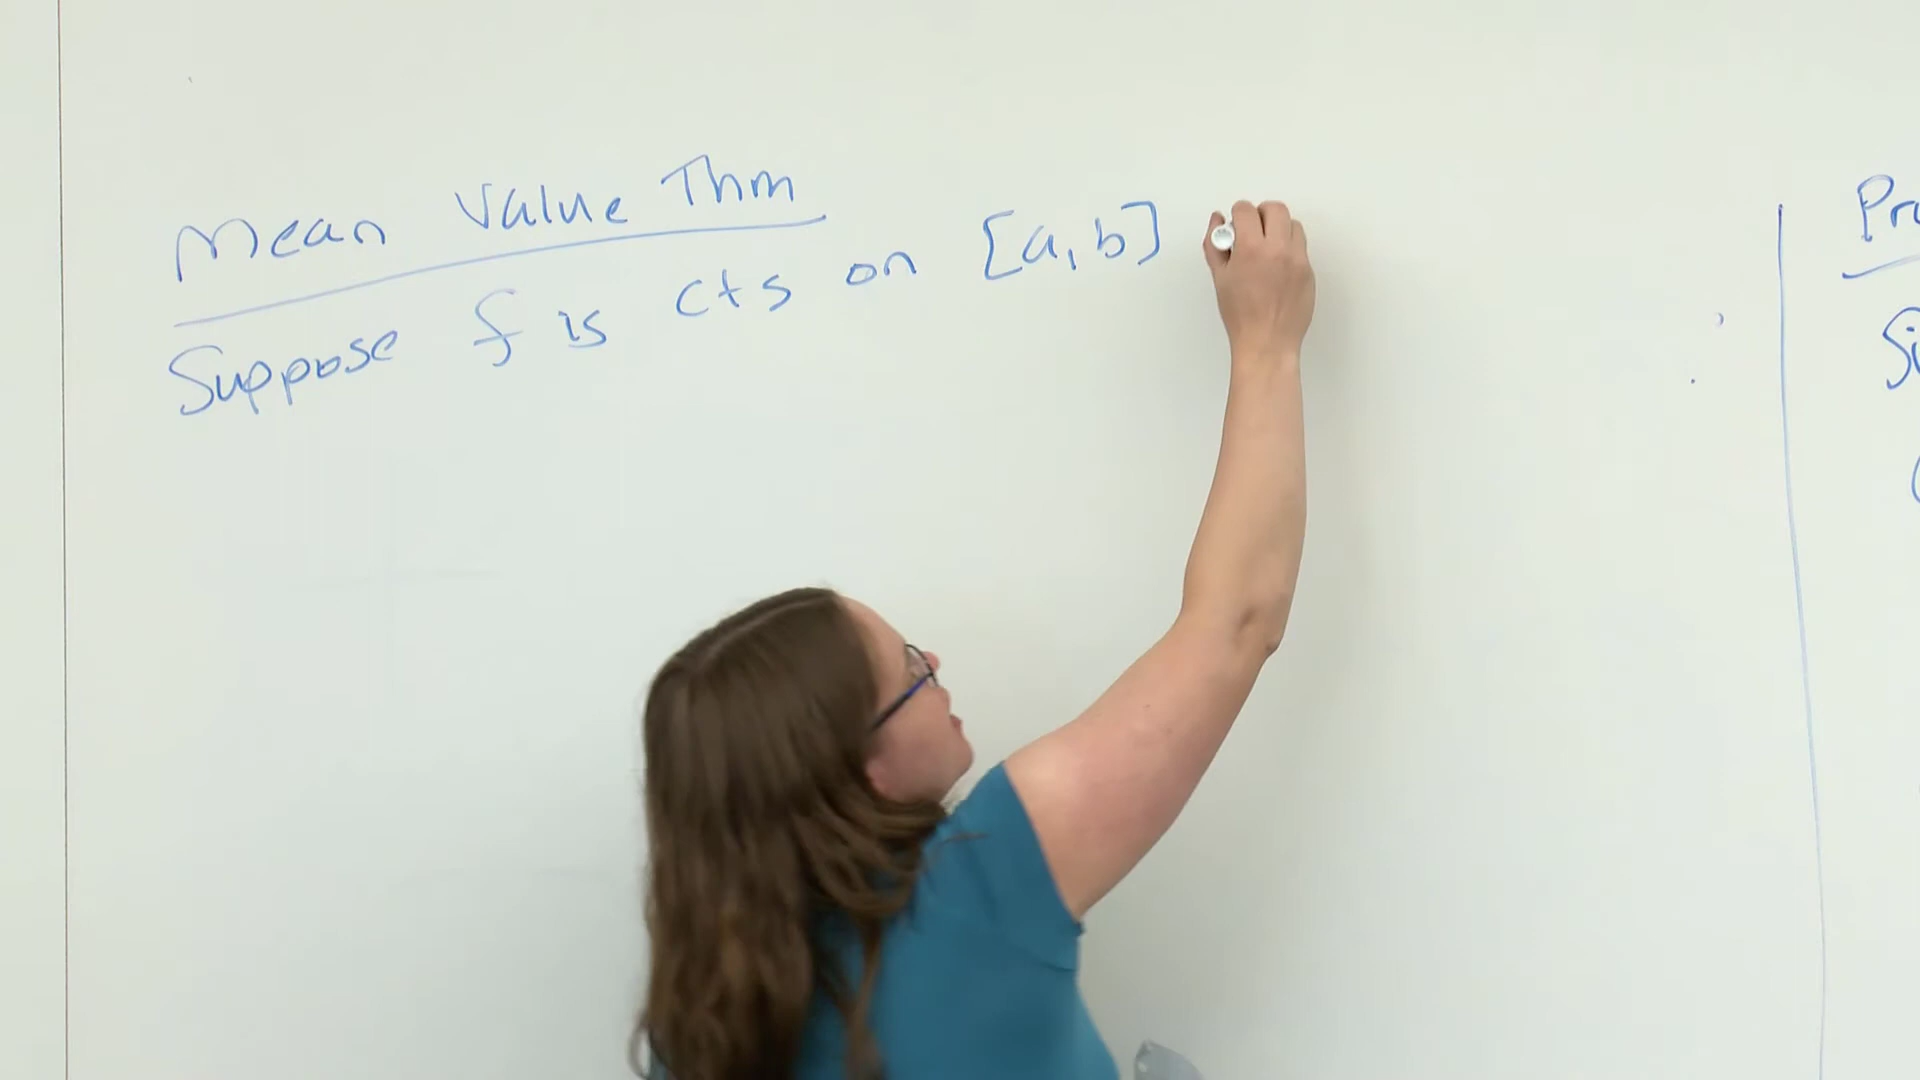 Mean Value Thm
Suppose f is cts on [a,b]